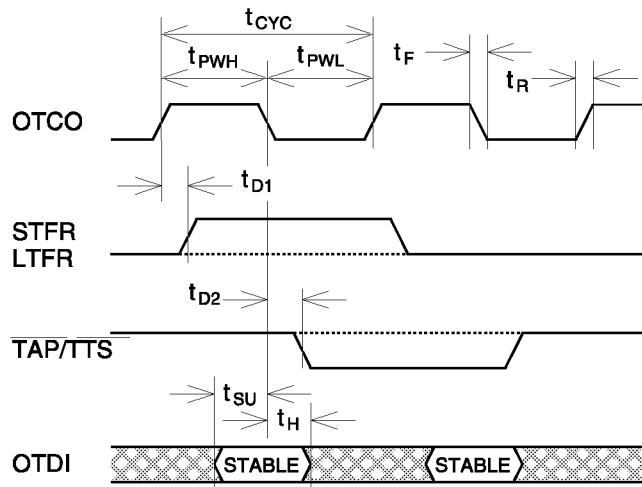 tCYC
tPWH tPWL tF
tR
OTCO
tD1
STFR
LTFR
tD2
TAP/TTS
tSU
tH
OTDI STABLE STABLE